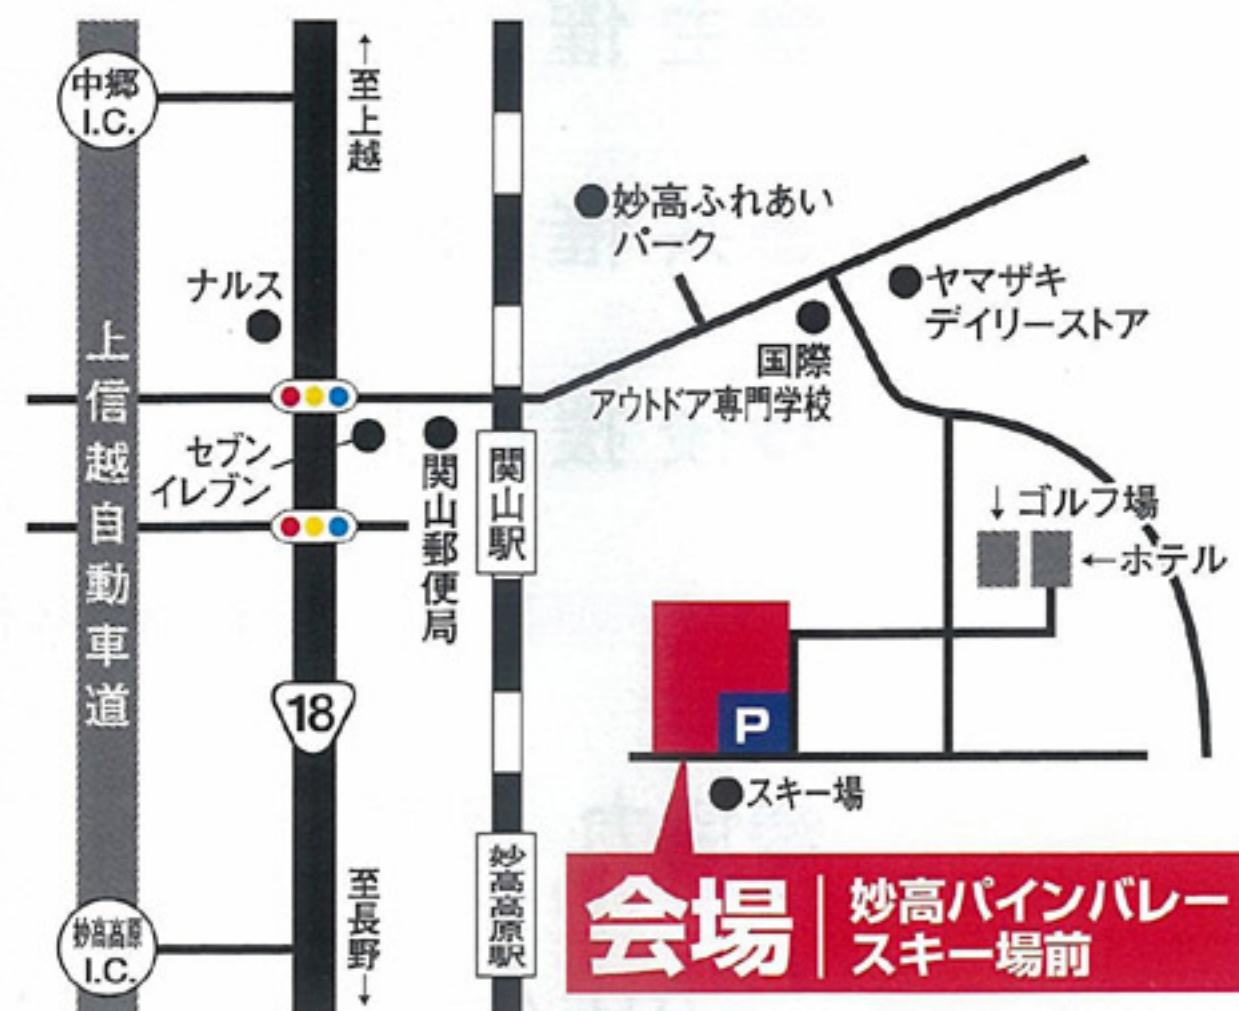 中郷
I.C.
↑至上越
妙高ふれあい
パーク
ナルス
ヤマザキ
デイリーストア
国際
アウトドア専門学校
上信越自動車道
セブン
イレブン
関山郵便局
関山駅
↓ゴルフ場
←ホテル
18
P
スキー場
妙高高原
I.C.
至長野↓
妙高高原駅
会場
妙高パインバレー
スキー場前